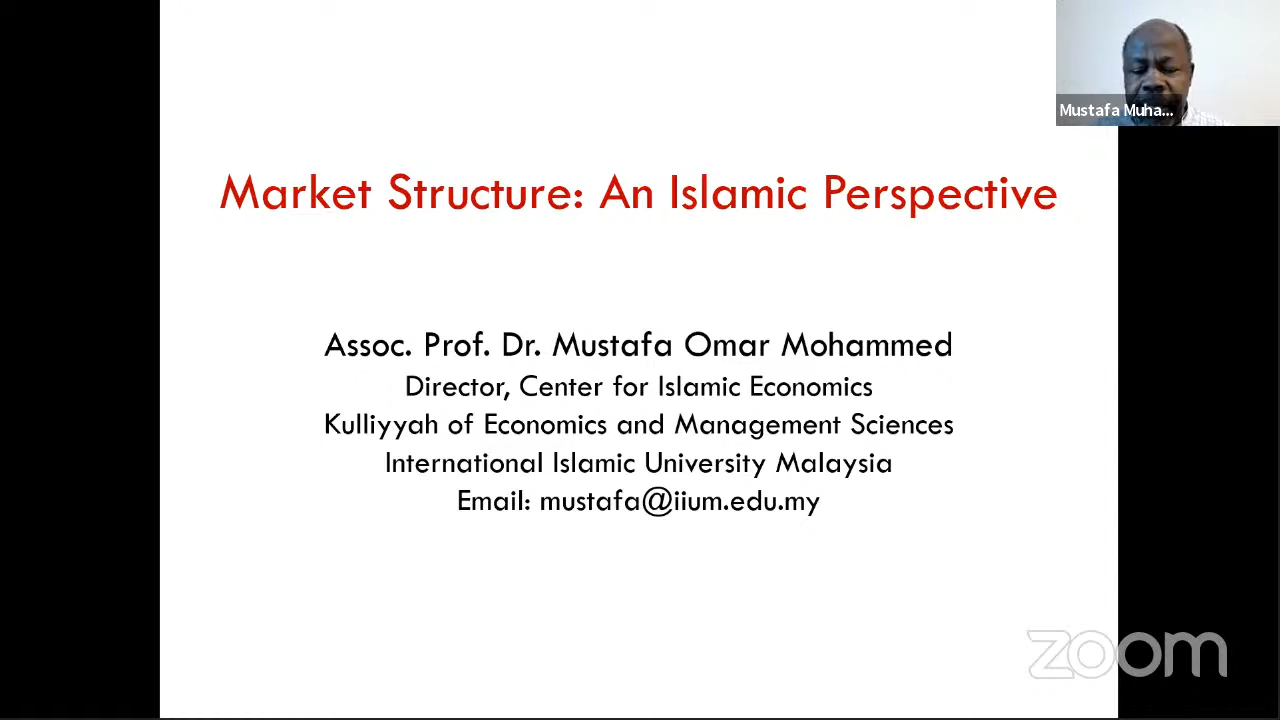 Mustafa Muha...
Market Structure: An Islamic Perspective
Assoc. Prof. Dr. Mustafa Omar Mohammed
Director, Center for Islamic Economics
Kulliyyah of Economics and Management Sciences
International Islamic University Malaysia
Email: mustafa@iium.edu.my
zoom